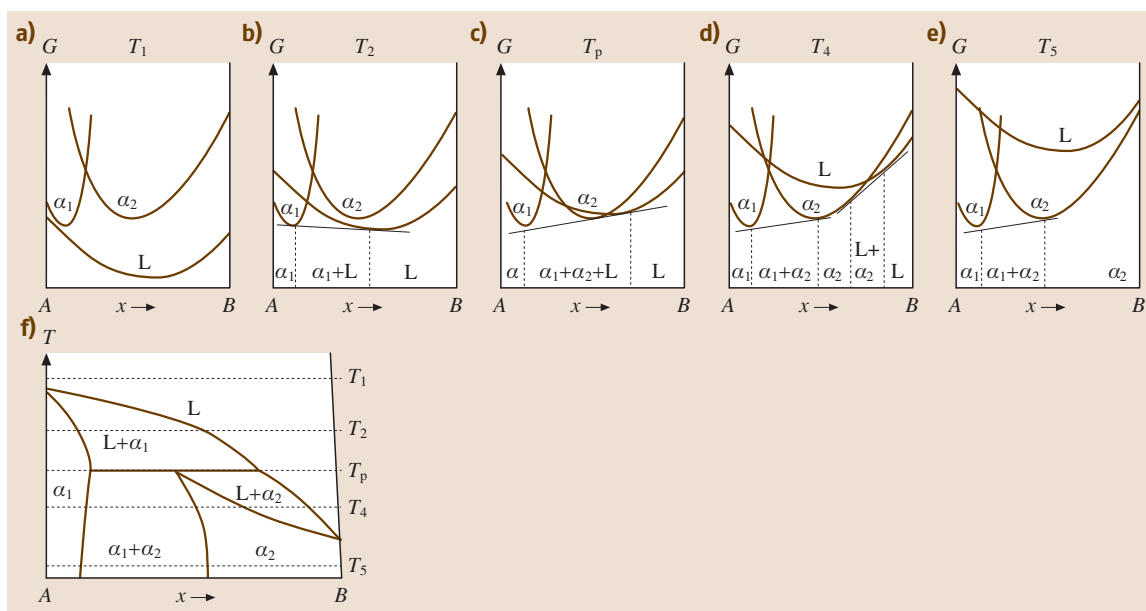 a) b) c) d) e)
G T₁ G T₂ G Tₚ G T₄ G T₅
L
L
α₁ α₂ α₁ α₂ α₁ α₂ α₁ α₂ α₁ α₂
L
L+
α₁ α₁+L L α α₁+α₂+L L α₁ α₁+α₂ α₂ α₂ L α₁ α₁+α₂ α₂
A x → B A x → B A x → B A x → B A x → B
f)
T
T₁
L
T₂
L+α₁
Tₚ
α₁ L+α₂
T₄
α₁+α₂ α₂
T₅
A x → B